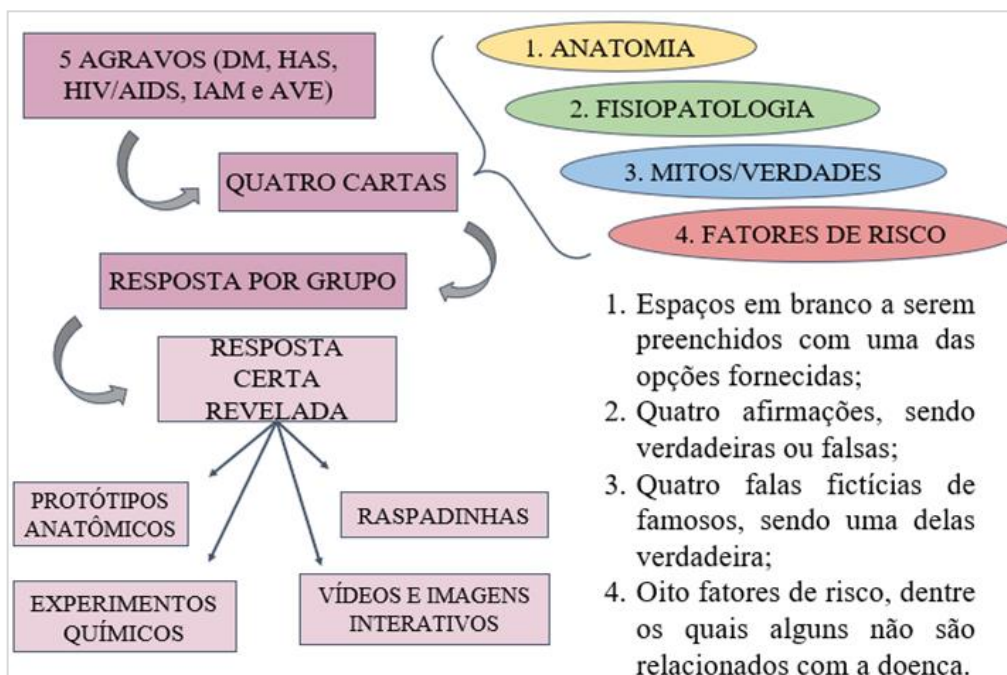 5 AGRAVOS (DM, HAS,
HIV/AIDS, IAM e AVE)
QUATRO CARTAS
RESPOSTA POR GRUPO
RESPOSTA
CERTA
REVELADA
PROTÓTIPOS
ANATÔMICOS
RASPADINHAS
EXPERIMENTOS
QUÍMICOS
VÍDEOS E IMAGENS
INTERATIVOS
1. ANATOMIA
2. FISIOPATOLOGIA
3. MITOS/VERDADES
4. FATORES DE RISCO
1. Espaços em branco a serem
preenchidos com uma das
opções fornecidas;
2. Quatro afirmações, sendo
verdadeiras ou falsas;
3. Quatro falas fictícias de
famosos, sendo uma delas
verdadeira;
4. Oito fatores de risco, dentre
os quais alguns não são
relacionados com a doença.